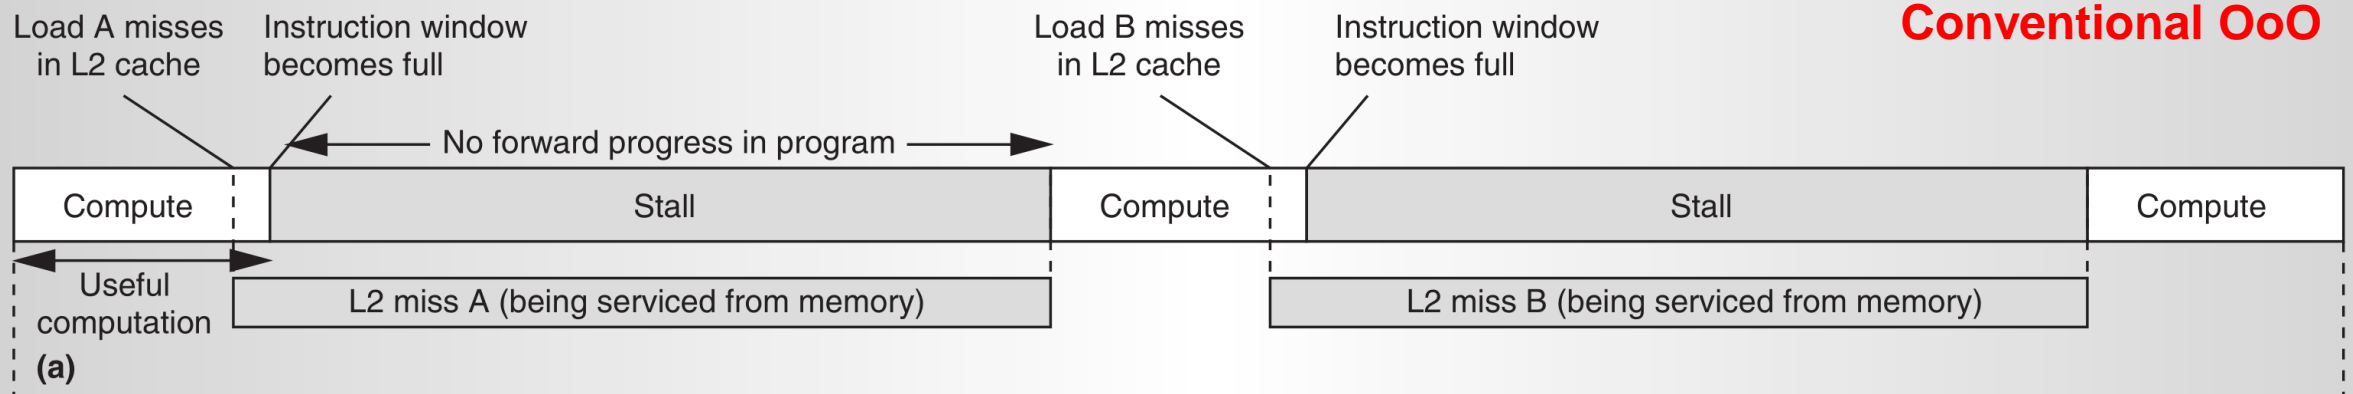 Load A misses
in L2 cache
Instruction window
becomes full
Load B misses
in L2 cache
Instruction window
becomes full
Conventional OoO
No forward progress in program
Compute
Stall
Compute
Stall
Compute
Useful
computation
L2 miss A (being serviced from memory)
L2 miss B (being serviced from memory)
(a)